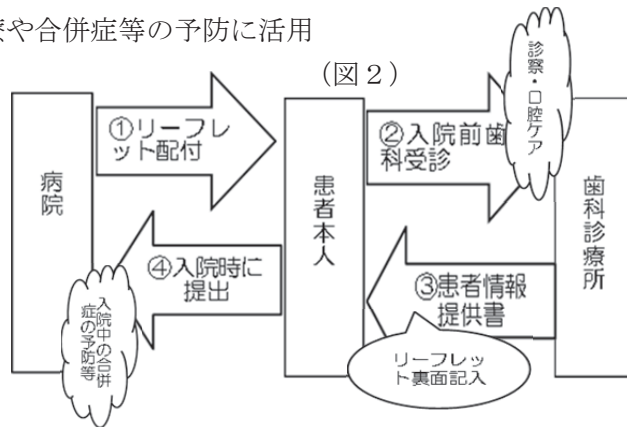 療や合併症等の予防に活用
(図2)
病院
①リーフレ
ット配付
患者本人
②入院前歯
科受診
診察・口腔ケア
歯科診療所
④入院時に
提出
入院中の合併
症の予防等
③患者情報
提供書
リーフレッ
ト裏面記入